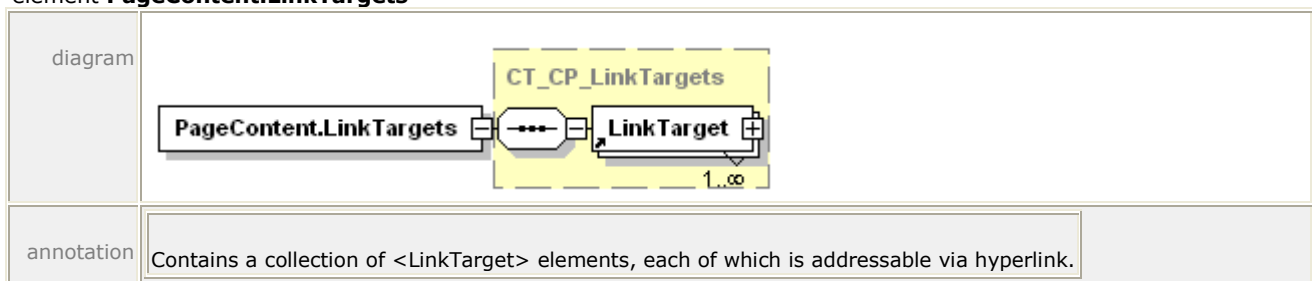 element PageContent.LinkTargets
diagram
CT_CP_LinkTargets
PageContent.LinkTargets
LinkTarget
1..∞
annotation
Contains a collection of <LinkTarget> elements, each of which is addressable via hyperlink.